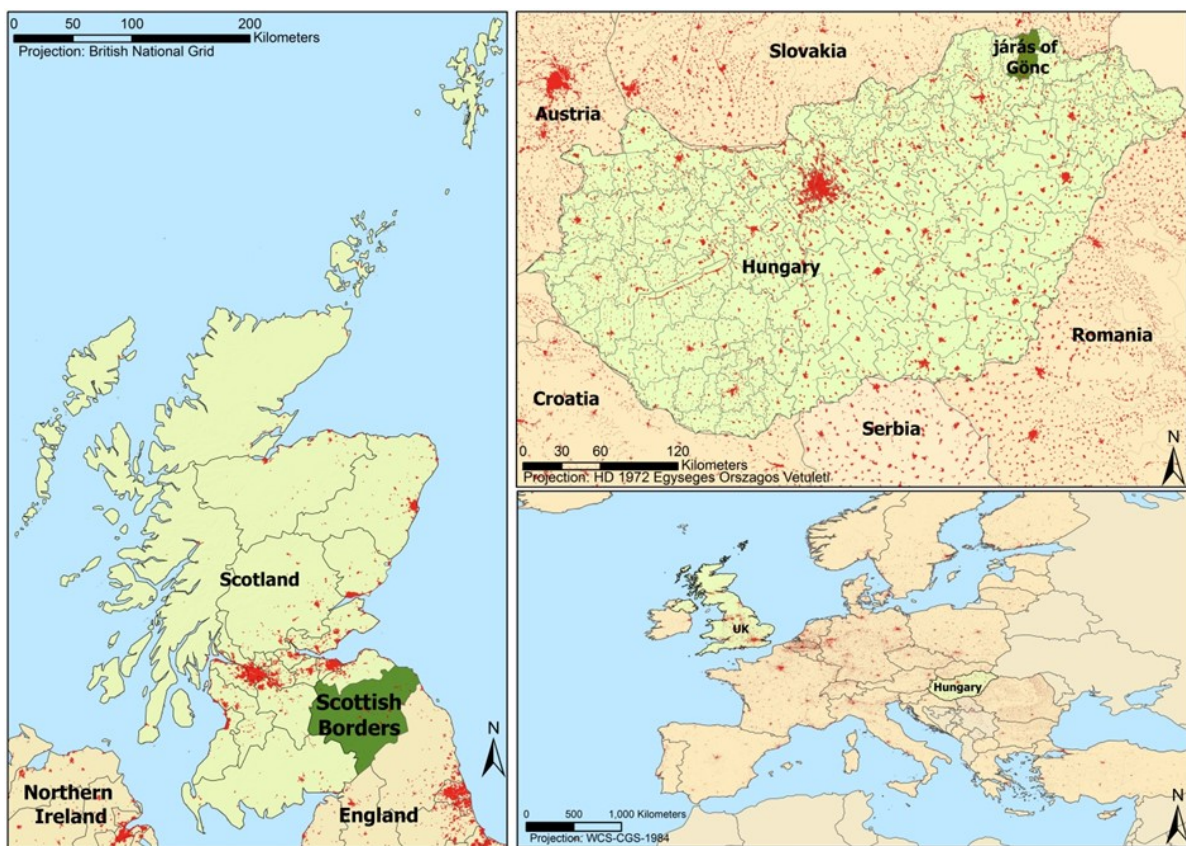 0 50 100 200
Kilometers
Projection: British National Grid
Scotland
Scottish
Borders
N
Northern
Ireland
England
járás of
Gönc
Slovakia
Austria
Hungary
Romania
Croatia
Serbia
0 30 60 120
Kilometers
Projection: HD 1972 Egyseges Orszagos Vetuleti
N
UK
Hungary
0 500 1,000 Kilometers
Projection: WCS-CGS-1984
N